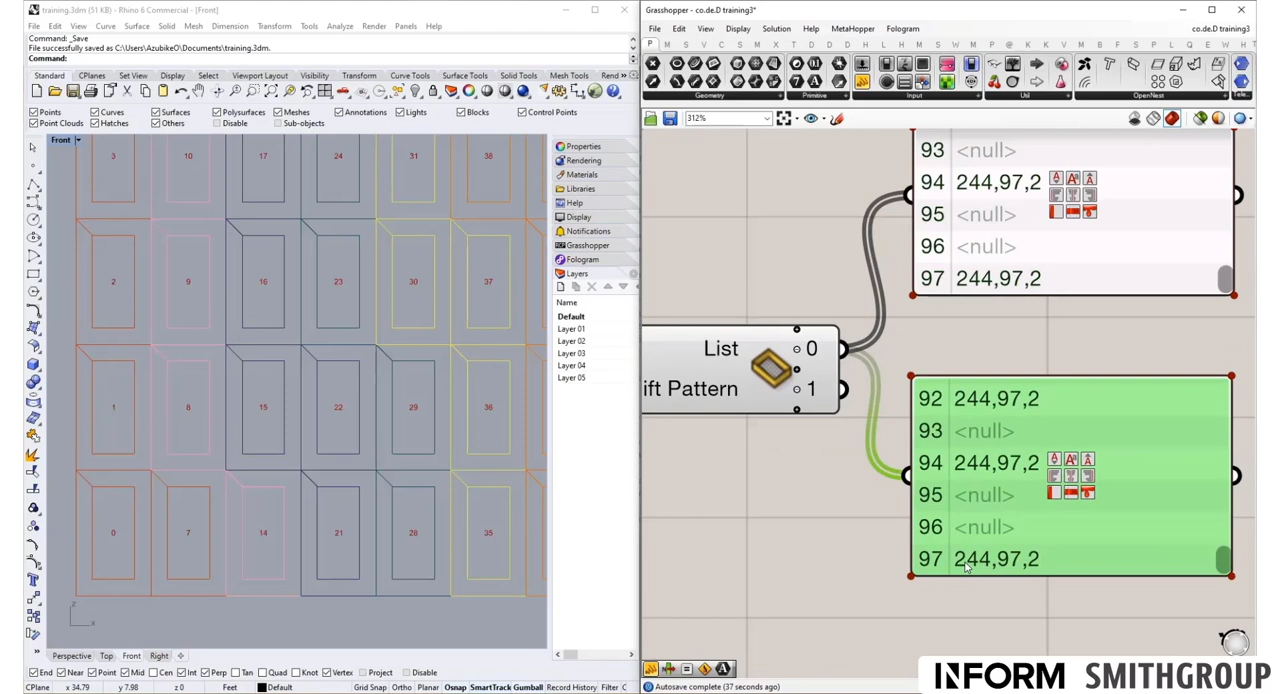 training.3dm (51 KB) - Rhino 6 Commercial - [Front]
File Edit View Curve Surface Solid Mesh Dimension Transform Tools Analyze Render Panels Help
Command: _Save
File successfully saved as C:\Users\AzubikeO\Documents\training.3dm.
Command:
Standard CPlanes Set View Display Select Viewport Layout Visibility Transform Curve Tools Surface Tools Solid Tools Mesh Tools Rend »
Points Curves Surfaces Polysurfaces Meshes Annotations Lights Blocks Control Points
Point Clouds Hatches Others Disable Sub-objects
Front
3 10 17 24 31 38
2 9 16 23 30 37
1 8 15 22 29 36
0 7 14 21 28 35
z
x
Properties
Rendering
Materials
Libraries
Help
Display
Notifications
Grasshopper
Fologram
Layers
Name
Default
Layer 01
Layer 02
Layer 03
Layer 04
Layer 05
Perspective Top Front Right
End Near Point Mid Cen Int Perp Tan Quad Knot Vertex Project Disable
CPlane x 34.79 y 7.98 z 0 Feet Default Grid Snap Ortho Planar Osnap SmartTrack Gumball Record History F
Grasshopper - co.de.D training3*
File Edit View Display Solution Help MetaHopper Fologram co.de.D training3*
Geometry Primitive Input Util OpenNest Tele...
312%
93 <null>
94 244,97,2
95 <null>
96 <null>
97 244,97,2
List 0
ift Pattern 1
92 244,97,2
93 <null>
94 244,97,2
95 <null>
96 <null>
97 244,97,2
Autosave complete (37 seconds ago)
INFORM SMITHGROUP